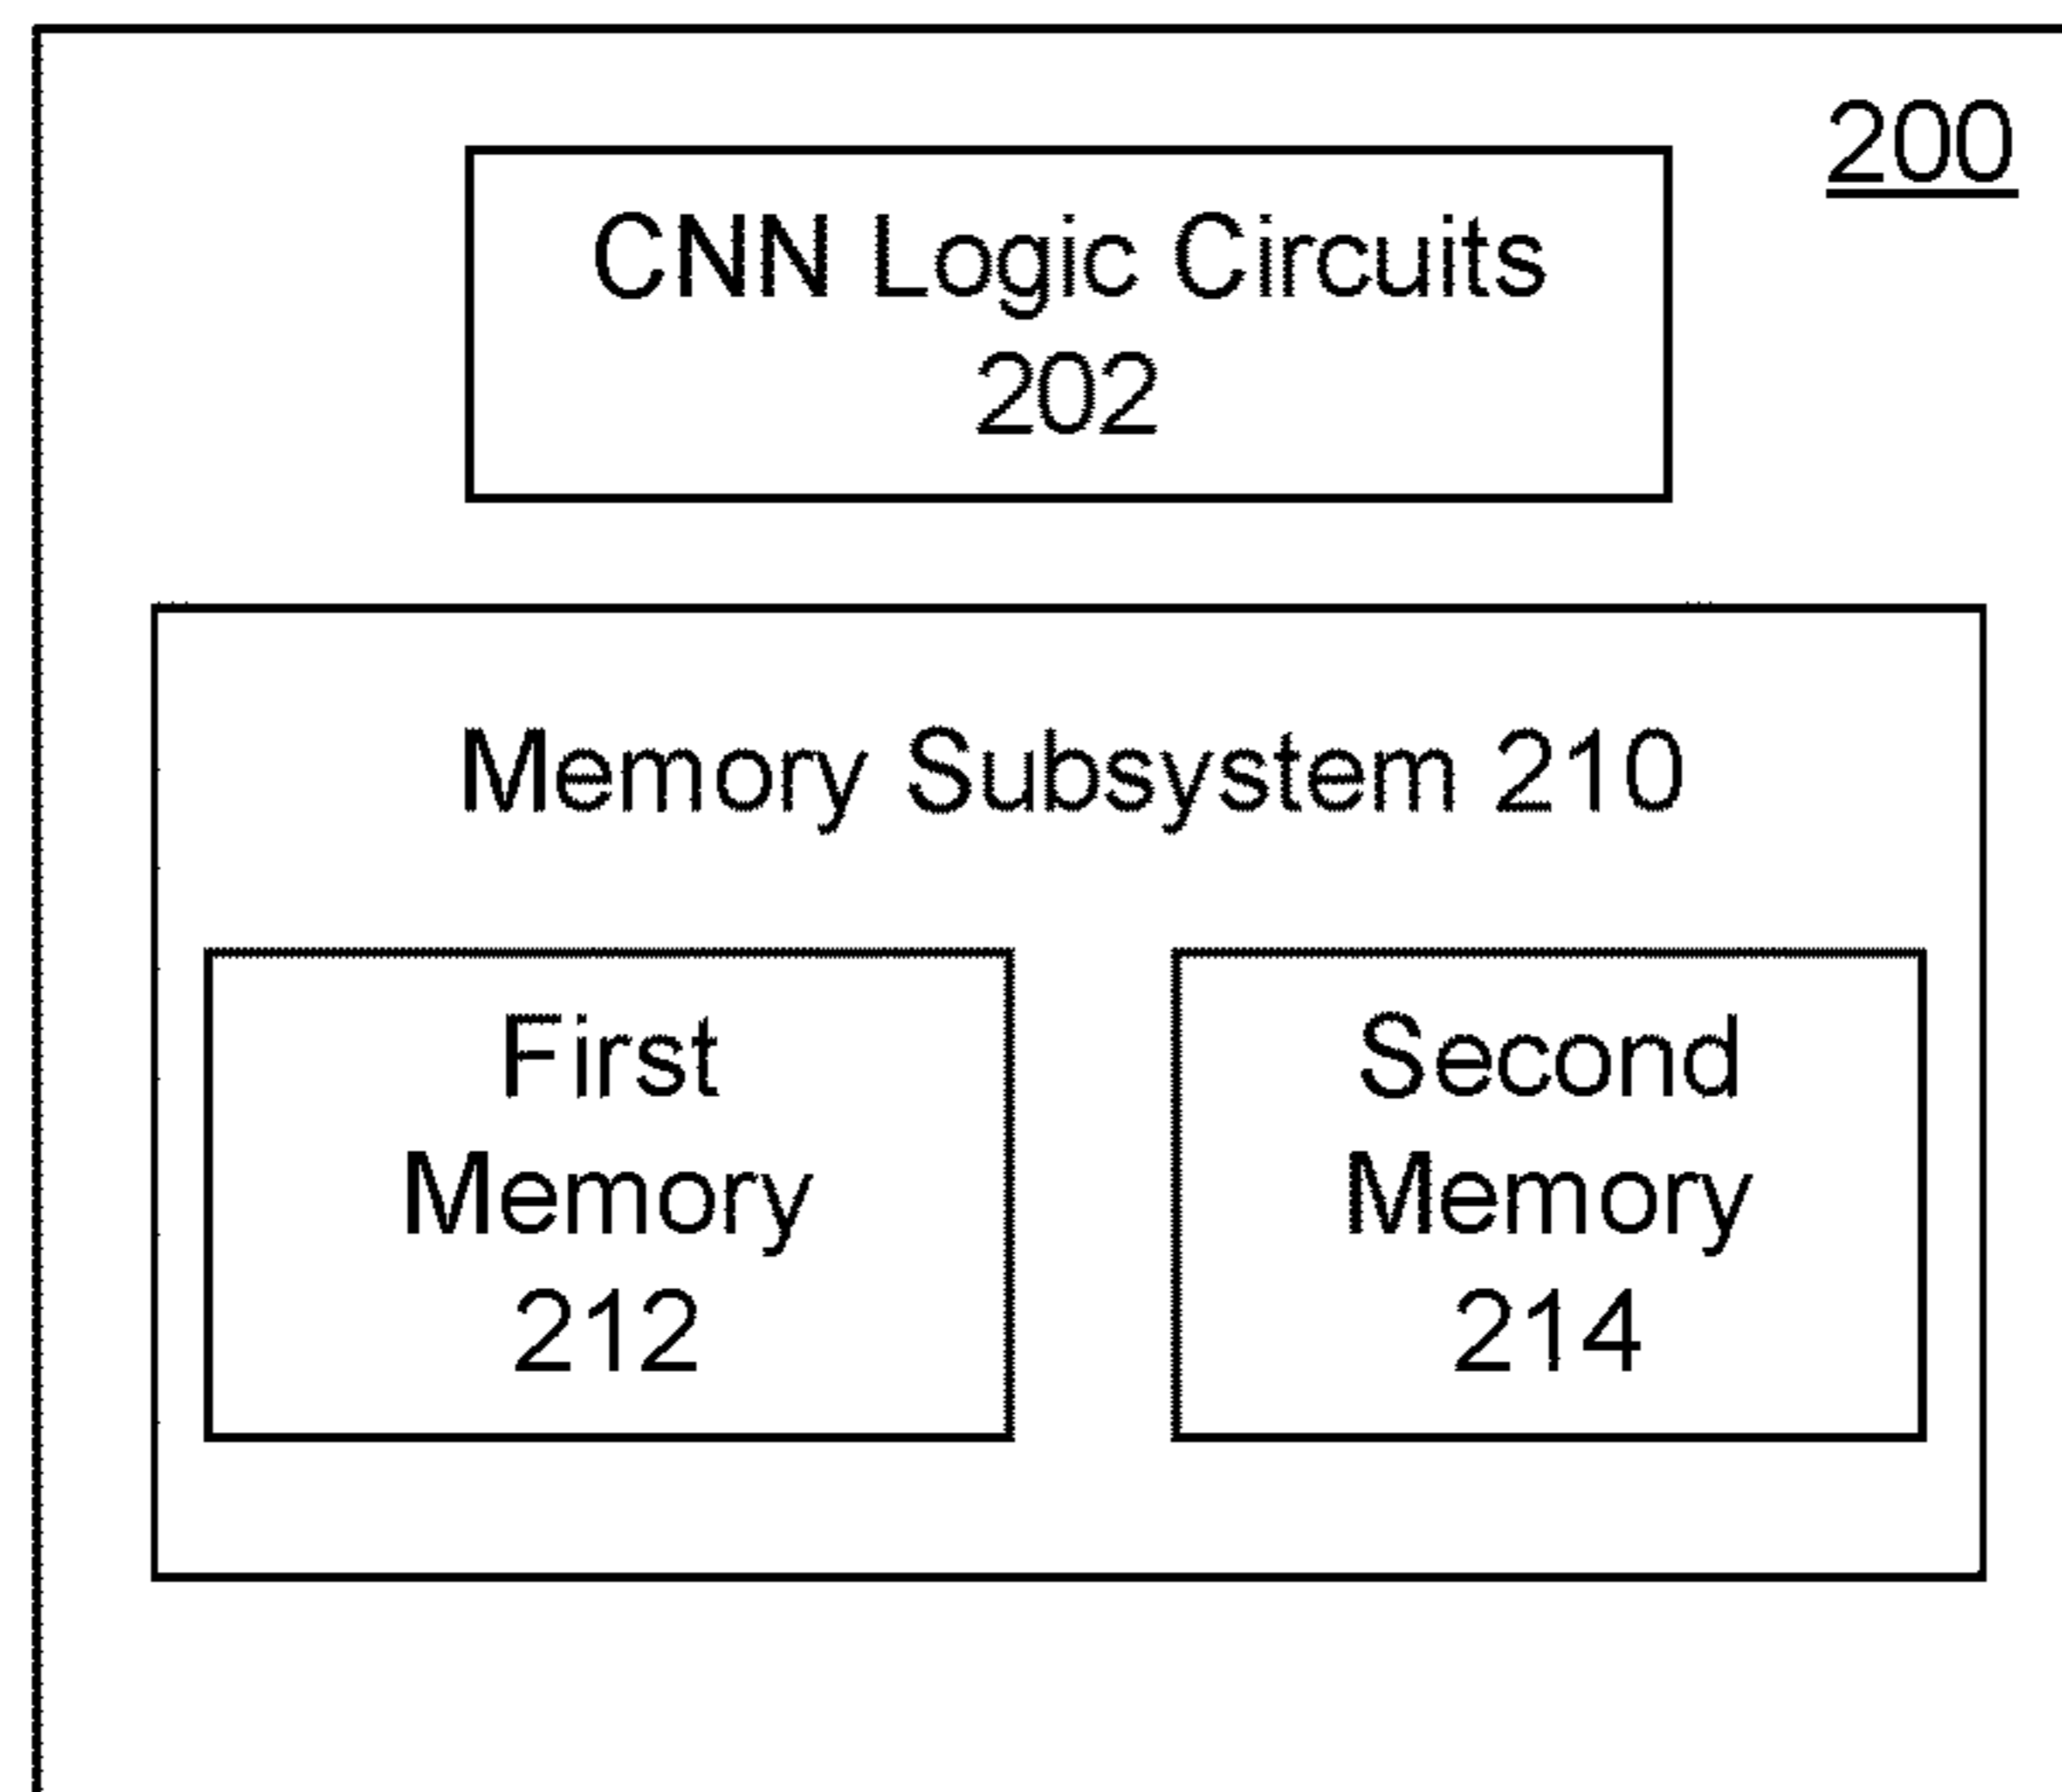 200
CNN Logic Circuits
202
Memory Subsystem 210
First
Memory
212
Second
Memory
214